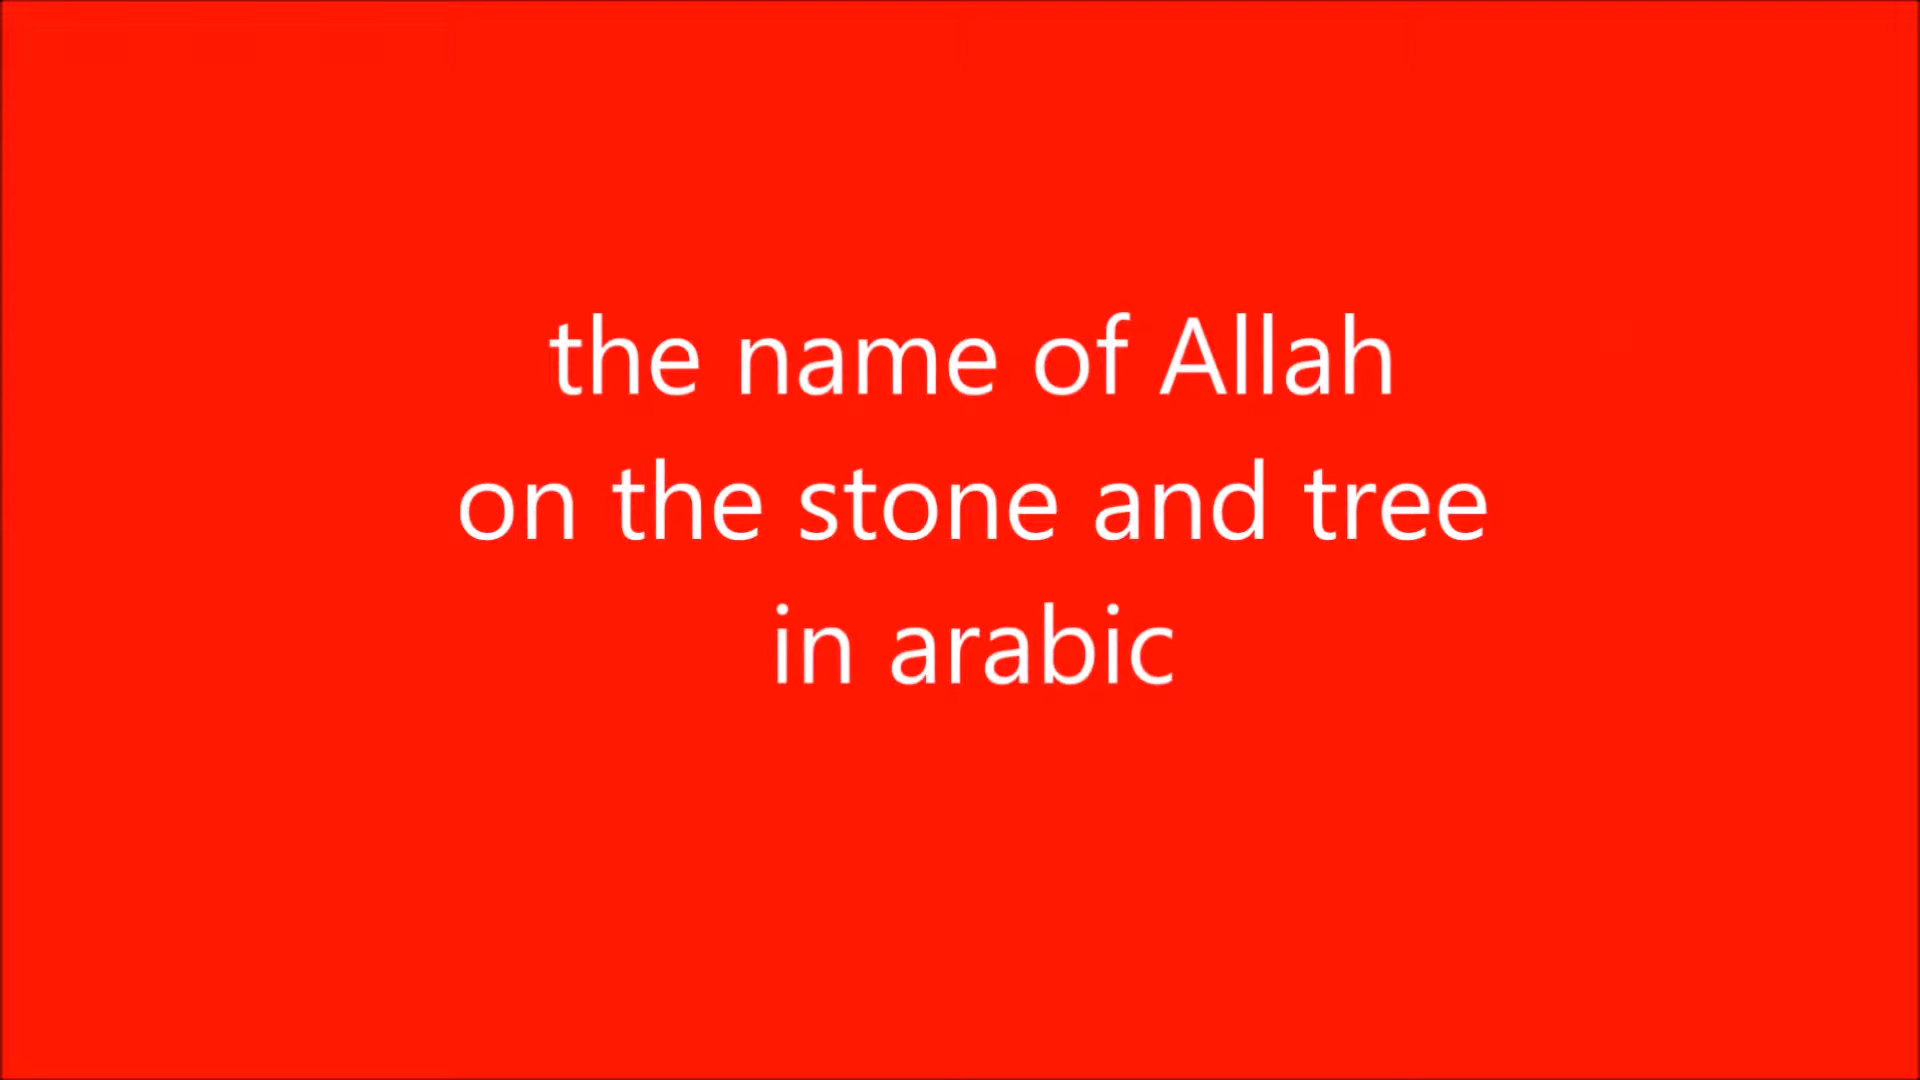 the name of Allah
on the stone and tree
in arabic